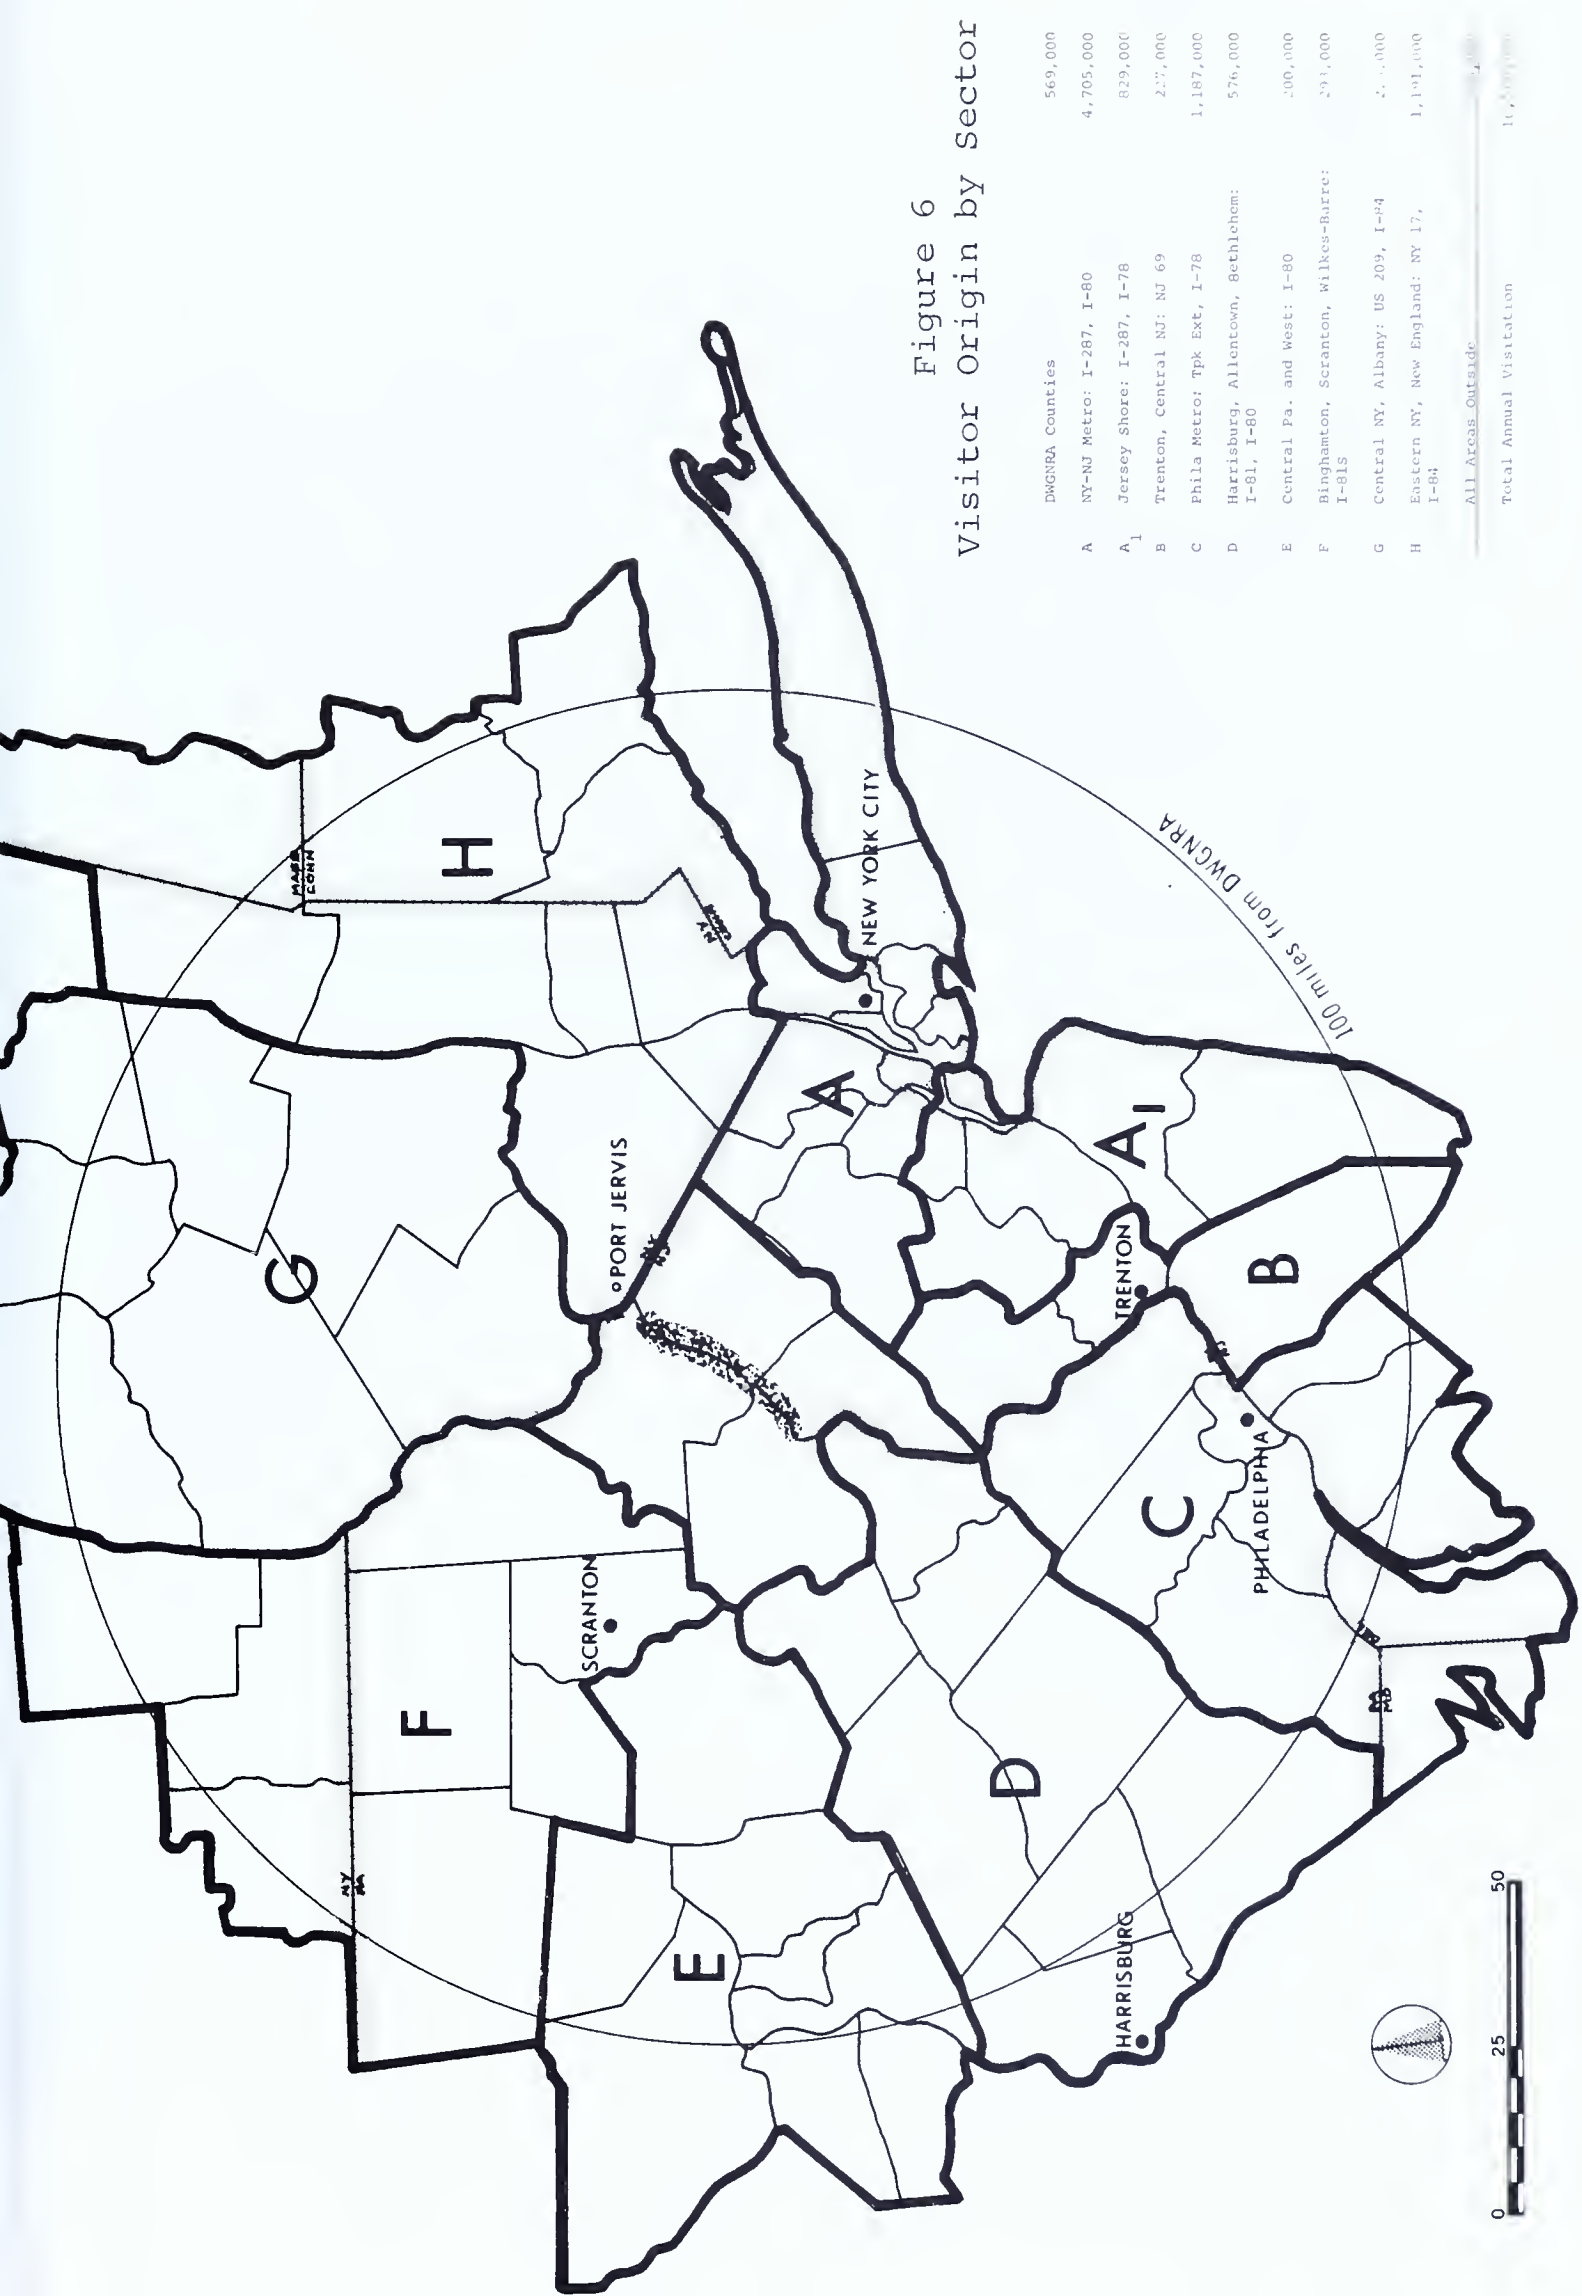 Figure 6
Visitor Origin by Sector
DWGNRA Counties 569,000
A NY-NJ Metro: I-287, I-80 4,705,000
A1 Jersey Shore: I-287, I-78 829,000
B Trenton, Central NJ: NJ 69
C Phila Metro: Tpk Ext, I-78 1,187,000
D Harrisburg, Allentown, Bethlehem: 576,000
I-81, I-80
E Central Pa. and West: I-80
F Binghamton, Scranton, Wilkes-Barre:
I-81S
G Central NY, Albany: US 209, I-84
H Eastern NY, New England: NY 17, 1,191,000
I-84
All Areas Outside
Total Annual Visitation
MASS
CONN
H
NEW YORK CITY
100 miles from DWGNRA
G
PORT JERVIS
NY
NJ
A
A1
TRENTON
B
F
SCRANTON
C
PHILADELPHIA
NY
PA
E
D
HARRISBURG
0 25 50